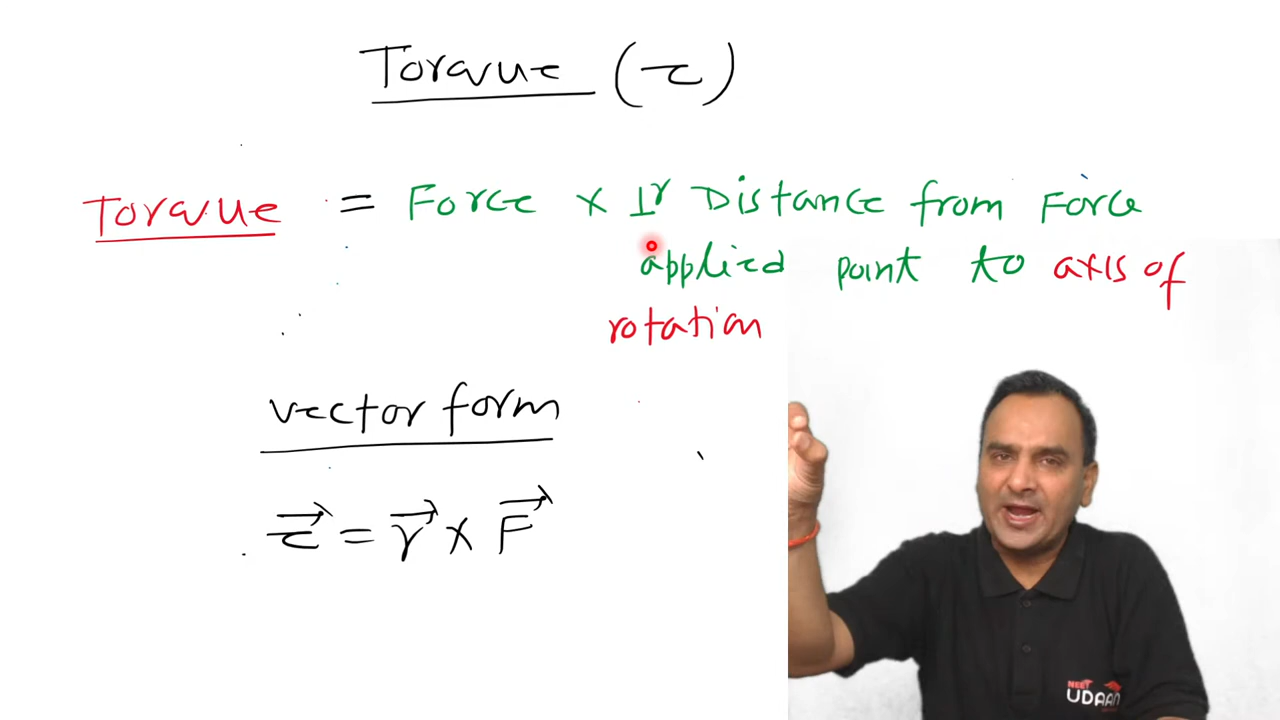 Torque (τ)
Torque = Force × ⊥r Distance from Force
applied point to axis of
rotation
vector form
τ⃗ = r⃗ × F⃗
NEET
UDAAN